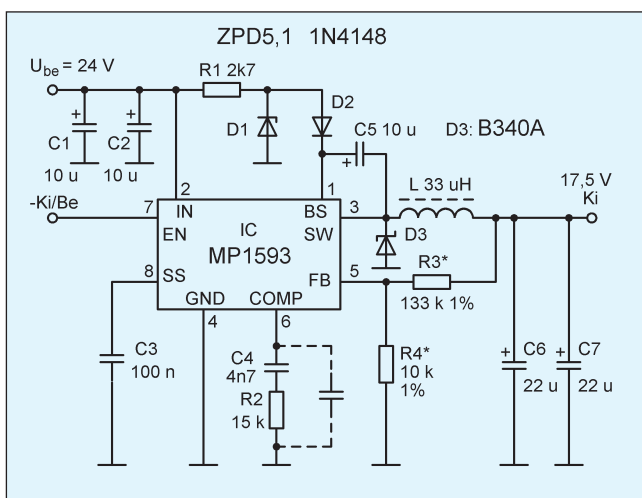 ZPD5,1 1N4148
Ube = 24 V
R1 2k7
D2
D1
C5 10 u
D3: B340A
C1
10 u
C2
10 u
+
+
+
L 33 uH
17,5 V
Ki
2
1
-Ki/Be
7
IN
EN
IC
MP1593
BS
SW
3
D3
8
SS
FB
5
R3*
133 k 1%
GND
COMP
4
6
C3
100 n
C4
4n7
R2
15 k
R4*
10 k
1%
+
C6
22 u
+
C7
22 u